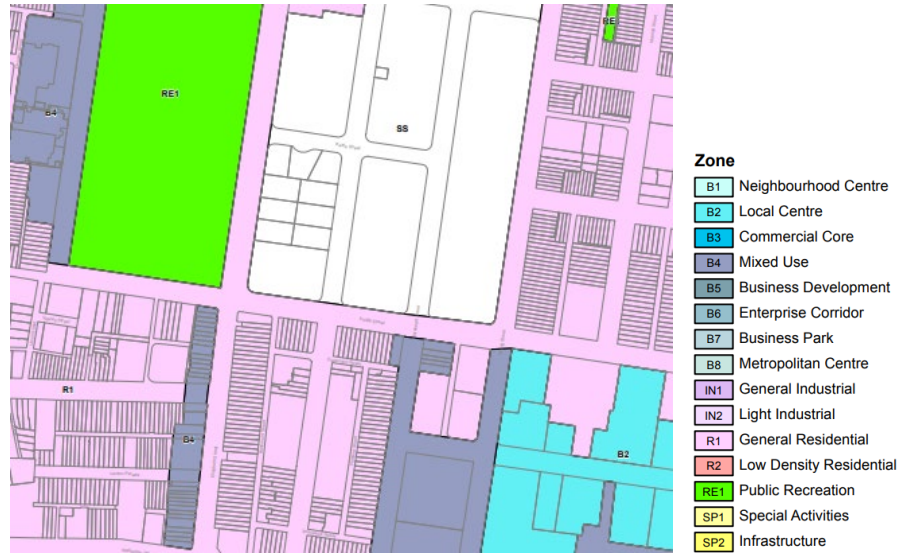 RE
RE1
B4
SS
R1
B4
B2
Zone
B1 Neighbourhood Centre
B2 Local Centre
B3 Commercial Core
B4 Mixed Use
B5 Business Development
B6 Enterprise Corridor
B7 Business Park
B8 Metropolitan Centre
IN1 General Industrial
IN2 Light Industrial
R1 General Residential
R2 Low Density Residential
RE1 Public Recreation
SP1 Special Activities
SP2 Infrastructure